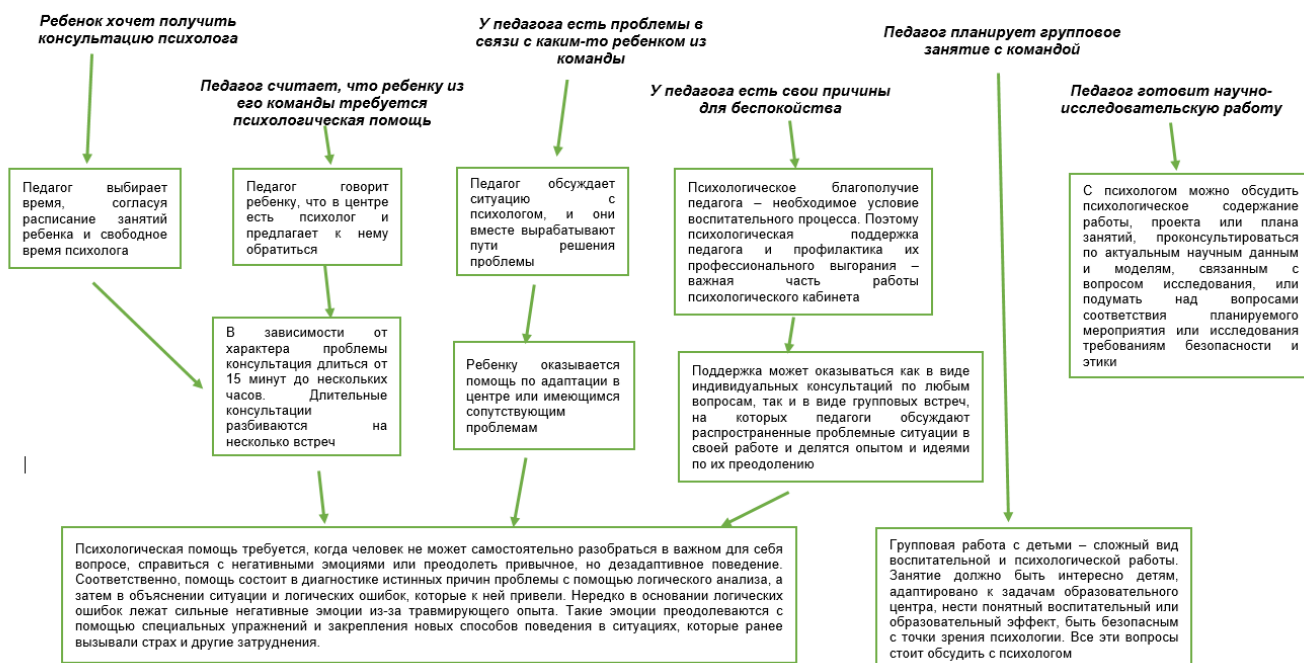 Ребенок хочет получить
консультацию психолога
У педагога есть проблемы в
связи с каким-то ребенком из
команды
Педагог планирует групповое
занятие с командой
Педагог считает, что ребенку из
его команды требуется
психологическая помощь
У педагога есть свои причины
для беспокойства
Педагог готовит научно-
исследовательскую работу
Педагог выбирает
время, согласуя
расписание занятий
ребенка и свободное
время психолога
Педагог говорит
ребенку, что в центре
есть психолог и
предлагает к нему
обратиться
Педагог обсуждает
ситуацию с
психологом, и они
вместе вырабатывают
пути решения
проблемы
Психологическое благополучие
педагога – необходимое условие
воспитательного процесса. Поэтому
психологическая поддержка
педагога и профилактика их
профессионального выгорания –
важная часть работы
психологического кабинета
С психологом можно обсудить
психологическое содержание
работы, проекта или плана
занятий, проконсультироваться
по актуальным научным данным
и моделям, связанным с
вопросом исследования, или
подумать над вопросами
соответствия планируемого
мероприятия или исследования
требованиям безопасности и
этики
В зависимости от
характера проблемы
консультация длиться от
15 минут до нескольких
часов. Длительные
консультации
разбиваются на
несколько встреч
Ребенку оказывается
помощь по адаптации в
центре или имеющимся
сопутствующим
проблемам
Поддержка может оказываться как в виде
индивидуальных консультаций по любым
вопросам, так и в виде групповых встреч,
на которых педагоги обсуждают
распространенные проблемные ситуации в
своей работе и делятся опытом и идеями
по их преодолению
Психологическая помощь требуется, когда человек не может самостоятельно разобраться в важном для себя
вопросе, справиться с негативными эмоциями или преодолеть привычное, но дезадаптивное поведение.
Соответственно, помощь состоит в диагностике истинных причин проблемы с помощью логического анализа, а
затем в объяснении ситуации и логических ошибок, которые к ней привели. Нередко в основании логических
ошибок лежат сильные негативные эмоции из-за травмирующего опыта. Такие эмоции преодолеваются с
помощью специальных упражнений и закрепления новых способов поведения в ситуациях, которые ранее
вызывали страх и другие затруднения.
Групповая работа с детьми – сложный вид
воспитательной и психологической работы.
Занятие должно быть интересно детям,
адаптировано к задачам образовательного
центра, нести понятный воспитательный или
образовательный эффект, быть безопасным
с точки зрения психологии. Все эти вопросы
стоит обсудить с психологом